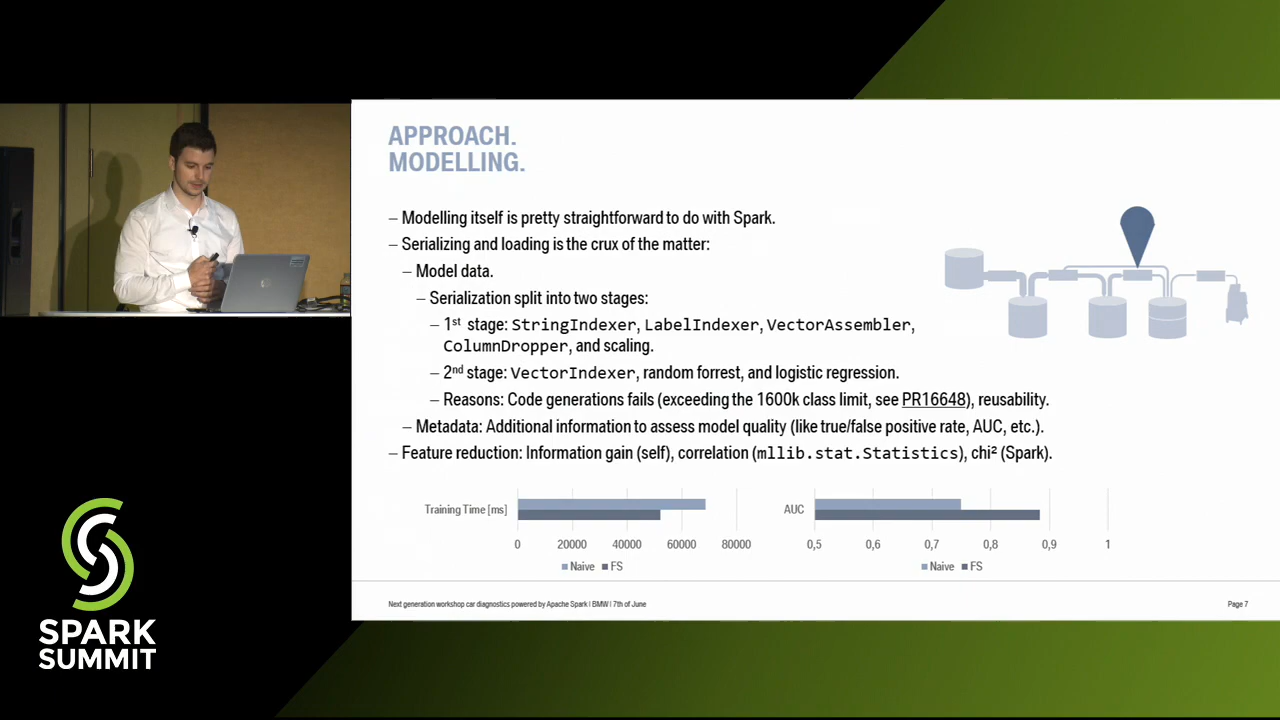 APPROACH.
MODELLING.
– Modelling itself is pretty straightforward to do with Spark.
– Serializing and loading is the crux of the matter:
– Model data.
– Serialization split into two stages:
– 1st stage: StringIndexer, LabelIndexer, VectorAssembler,
ColumnDropper, and scaling.
– 2nd stage: VectorIndexer, random forrest, and logistic regression.
– Reasons: Code generations fails (exceeding the 1600k class limit, see PR16648), reusability.
– Metadata: Additional information to assess model quality (like true/false positive rate, AUC, etc.).
– Feature reduction: Information gain (self), correlation (mllib.stat.Statistics), chi² (Spark).
Training Time [ms]
0 20000 40000 60000 80000
Naive FS
AUC
0,5 0,6 0,7 0,8 0,9 1
Naive FS
Next generation workshop car diagnostics powered by Apache Spark | BMW | 7th of June
Page 7
SPARK
SUMMIT